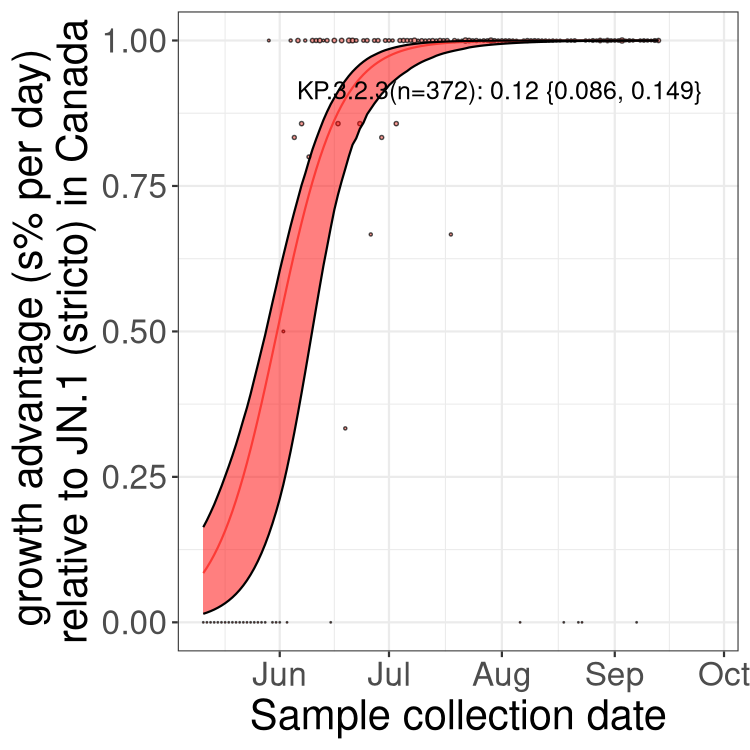 growth advantage (s% per day)
relative to JN.1 (stricto) in Canada
1.00
0.75
0.50
0.25
0.00
KP.3.2.3(n=372): 0.12 {0.086, 0.149}
Jun Jul Aug Sep Oct
Sample collection date